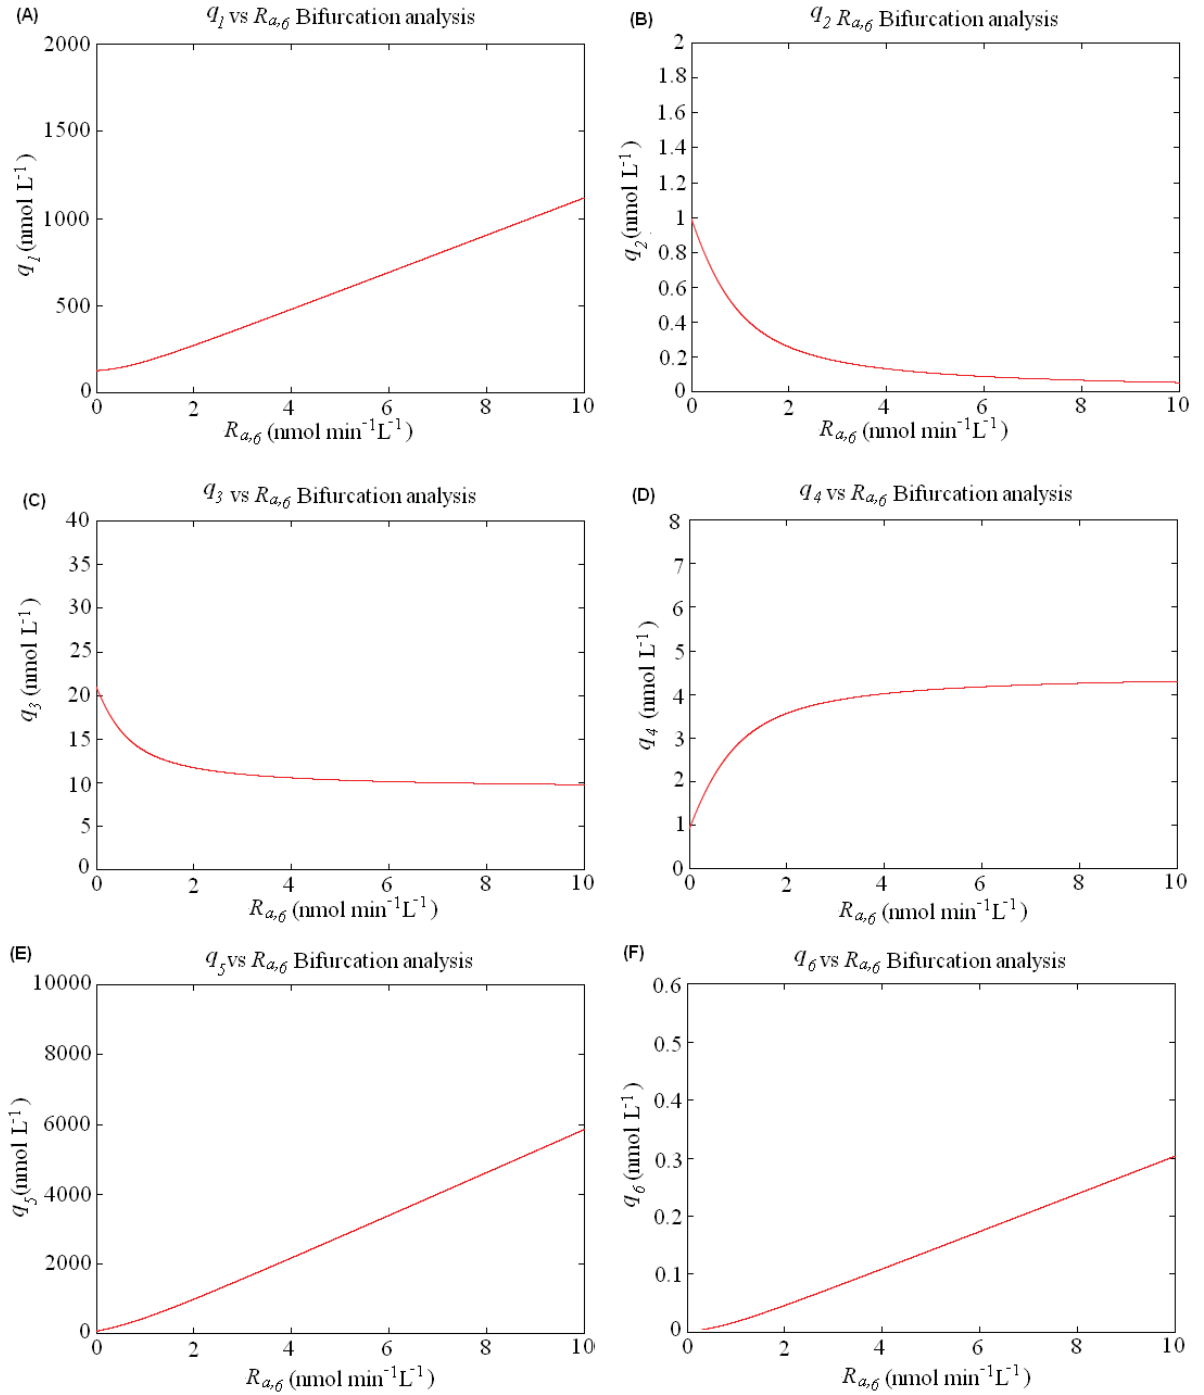 (A) q1 vs Ra,6 Bifurcation analysis
2000
1500
1000
500
0
q1 (nmol L-1)
0 2 4 6 8 10
Ra,6 (nmol min-1L-1)
(B) q2 Ra,6 Bifurcation analysis
2
1.8
1.6
1.4
1.2
1
0.8
0.6
0.4
0.2
0
q2 (nmol L-1)
0 2 4 6 8 10
Ra,6 (nmol min-1L-1)
(C) q3 vs Ra,6 Bifurcation analysis
40
35
30
25
20
15
10
5
0
q3 (nmol L-1)
0 2 4 6 8 10
Ra,6 (nmol min-1L-1)
(D) q4 vs Ra,6 Bifurcation analysis
8
7
6
5
4
3
2
1
0
q4 (nmol L-1)
0 2 4 6 8 10
Ra,6 (nmol min-1L-1)
(E) q5 vs Ra,6 Bifurcation analysis
10000
8000
6000
4000
2000
0
q5 (nmol L-1)
0 2 4 6 8 10
Ra,6 (nmol min-1L-1)
(F) q6 vs Ra,6 Bifurcation analysis
0.6
0.5
0.4
0.3
0.2
0.1
0
q6 (nmol L-1)
0 2 4 6 8 10
Ra,6 (nmol min-1L-1)